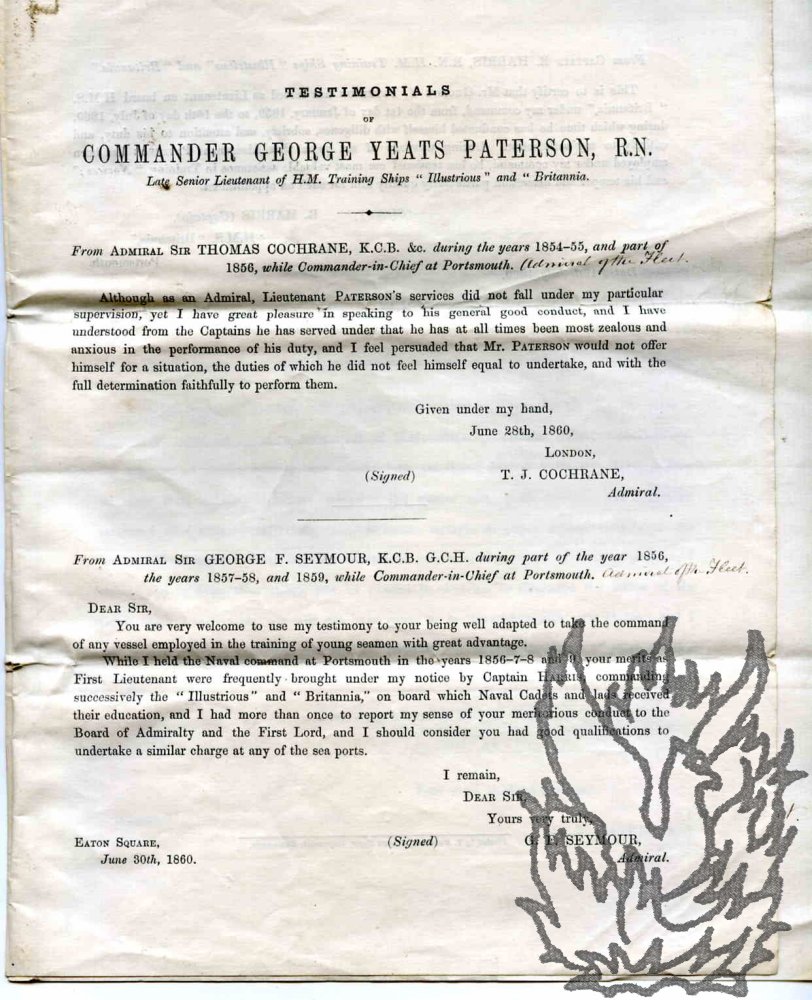 TESTIMONIALS
OF
COMMANDER GEORGE YEATS PATERSON, R.N.
Late Senior Lieutenant of H.M. Training Ships "Illustrious" and "Britannia.
From ADMIRAL SIR THOMAS COCHRANE, K.C.B. &c. during the years 1854-55, and part of
1856, while Commander-in-Chief at Portsmouth. Admiral of the Fleet.
Although as an Admiral, Lieutenant PATERSON'S services did not fall under my particular
supervision, yet I have great pleasure in speaking to his general good conduct, and I have
understood from the Captains he has served under that he has at all times been most zealous and
anxious in the performance of his duty, and I feel persuaded that Mr. PATERSON would not offer
himself for a situation, the duties of which he did not feel himself equal to undertake, and with the
full determination faithfully to perform them.
Given under my hand,
June 28th, 1860,
LONDON,
(Signed) T. J. COCHRANE,
Admiral.
From ADMIRAL SIR GEORGE F. SEYMOUR, K.C.B. G.C.H. during part of the year 1856,
the years 1857-58, and 1859, while Commander-in-Chief at Portsmouth. Admiral of the Fleet.
DEAR SIR,
You are very welcome to use my testimony to your being well adapted to take the command
of any vessel employed in the training of young seamen with great advantage.
While I held the Naval command at Portsmouth in the years 1856-7-8 and 9, your merits as
First Lieutenant were frequently brought under my notice by Captain HARRIS, commanding
successively the "Illustrious" and "Britannia," on board which Naval Cadets and lads received
their education, and I had more than once to report my sense of your meritorious conduct to the
Board of Admiralty and the First Lord, and I should consider you had good qualifications to
undertake a similar charge at any of the sea ports.
I remain,
DEAR SIR,
Yours very truly,
EATON SQUARE, (Signed) G. F. SEYMOUR,
June 30th, 1860. Admiral.